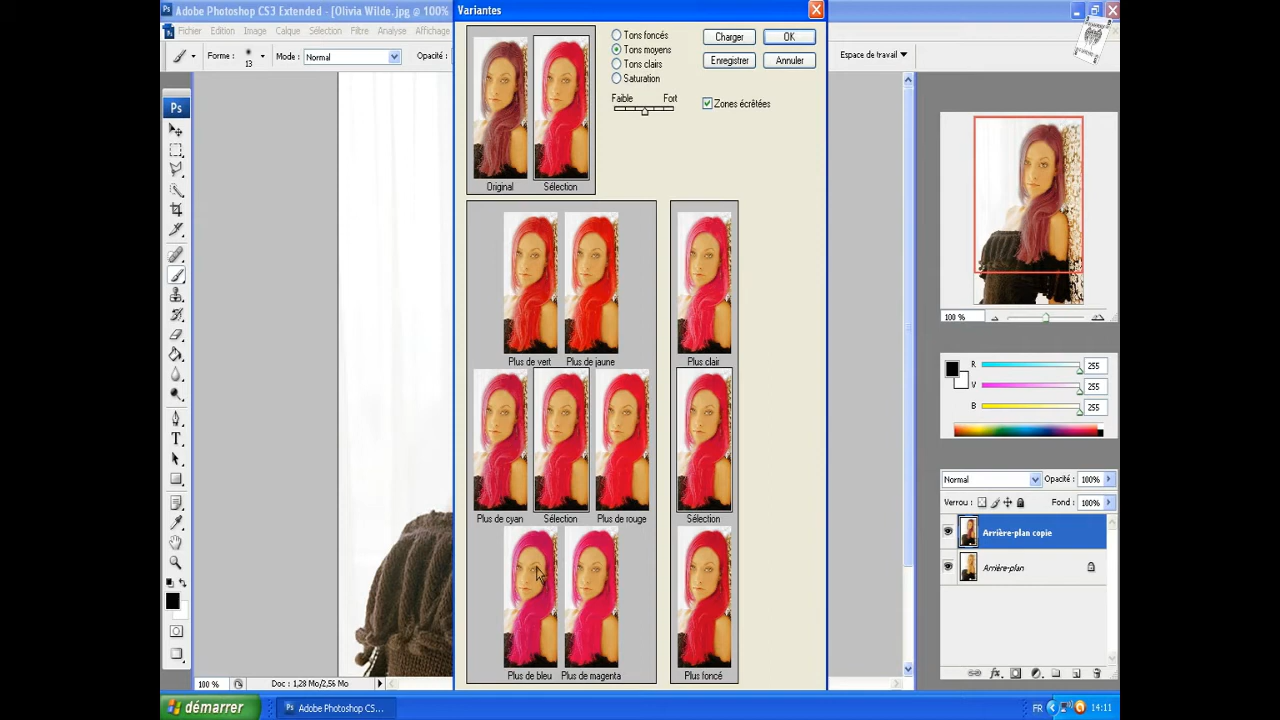 Adobe Photoshop CS3 Extended - [Olivia Wilde.jpg @ 100%
Variantes
Fichier Edition Image Calque Sélection Filtre Analyse Affichage
Forme :
13
Mode :
Normal
Opacité :
Espace de travail
Tons foncés
Tons moyens
Tons clairs
Saturation
Faible Fort
Charger
OK
Enregistrer
Annuler
Zones écrêtées
Original
Sélection
Plus de vert
Plus de jaune
Plus clair
Plus de cyan
Sélection
Plus de rouge
Sélection
Plus de bleu
Plus de magenta
Plus foncé
Ps
T
100 %
R 255
V 255
B 255
Normal
Opacité : 100%
Verrou :
Fond : 100%
Arrière-plan copie
Arrière-plan
100 %
Doc : 1,28 Mo/2,56 Mo
démarrer
Ps
Adobe Photoshop CS3...
FR
14:11